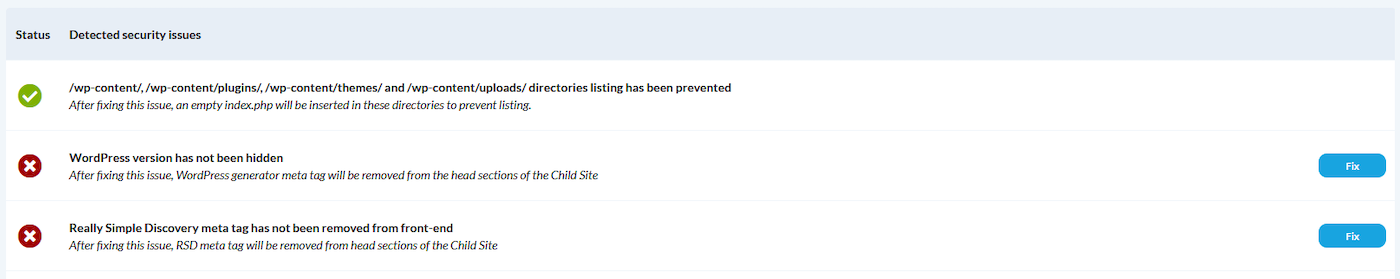 Status Detected security issues
/wp-content/, /wp-content/plugins/, /wp-content/themes/ and /wp-content/uploads/ directories listing has been prevented
After fixing this issue, an empty index.php will be inserted in these directories to prevent listing.
WordPress version has not been hidden
After fixing this issue, WordPress generator meta tag will be removed from the head sections of the Child Site
Fix
Really Simple Discovery meta tag has not been removed from front-end
After fixing this issue, RSD meta tag will be removed from head sections of the Child Site
Fix